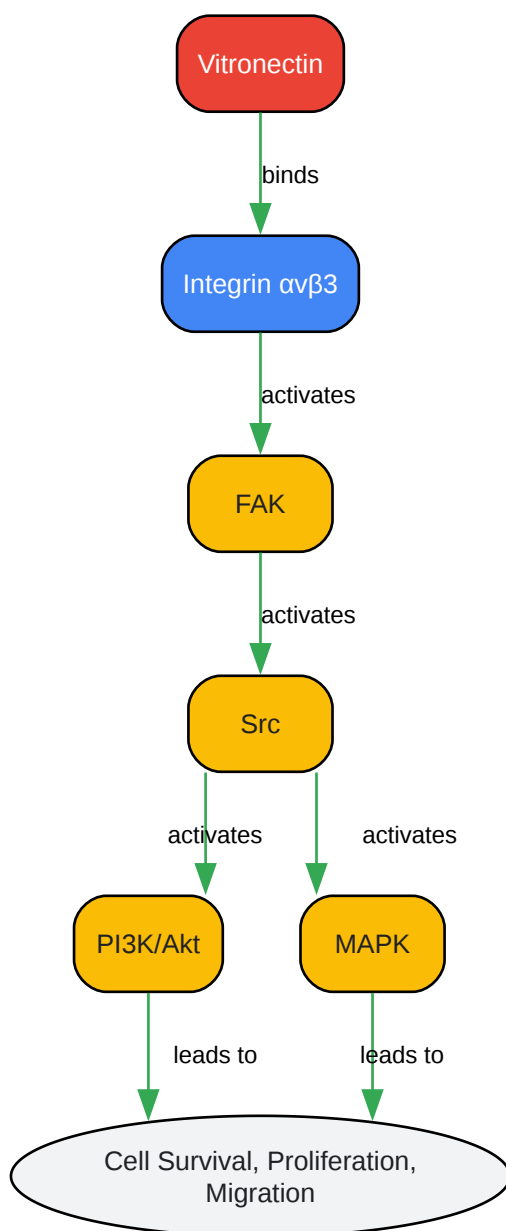 Vitronectin
binds
Integrin αvβ3
activates
FAK
activates
Src
activates
activates
PI3K/Akt
MAPK
leads to
leads to
Cell Survival, Proliferation,
Migration